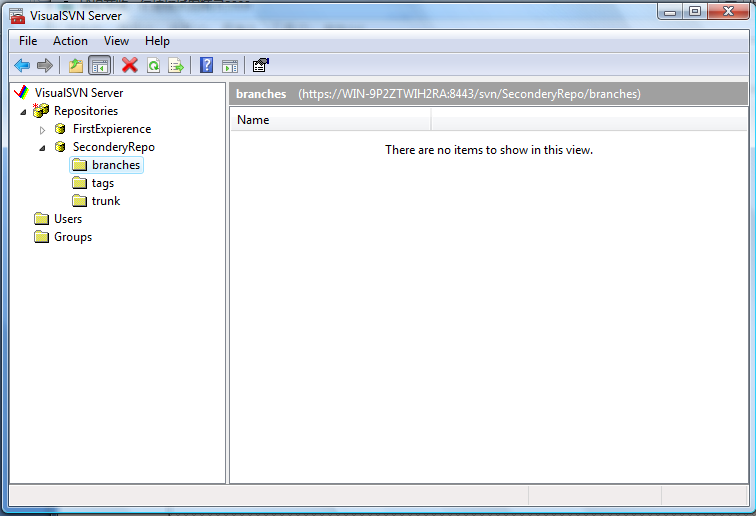 VisualSVN Server
File Action View Help
VisualSVN Server
Repositories
FirstExpierence
SeconderyRepo
branches
tags
trunk
Users
Groups
branches (https://WIN-9P2ZTWIH2RA:8443/svn/SeconderyRepo/branches)
Name
There are no items to show in this view.